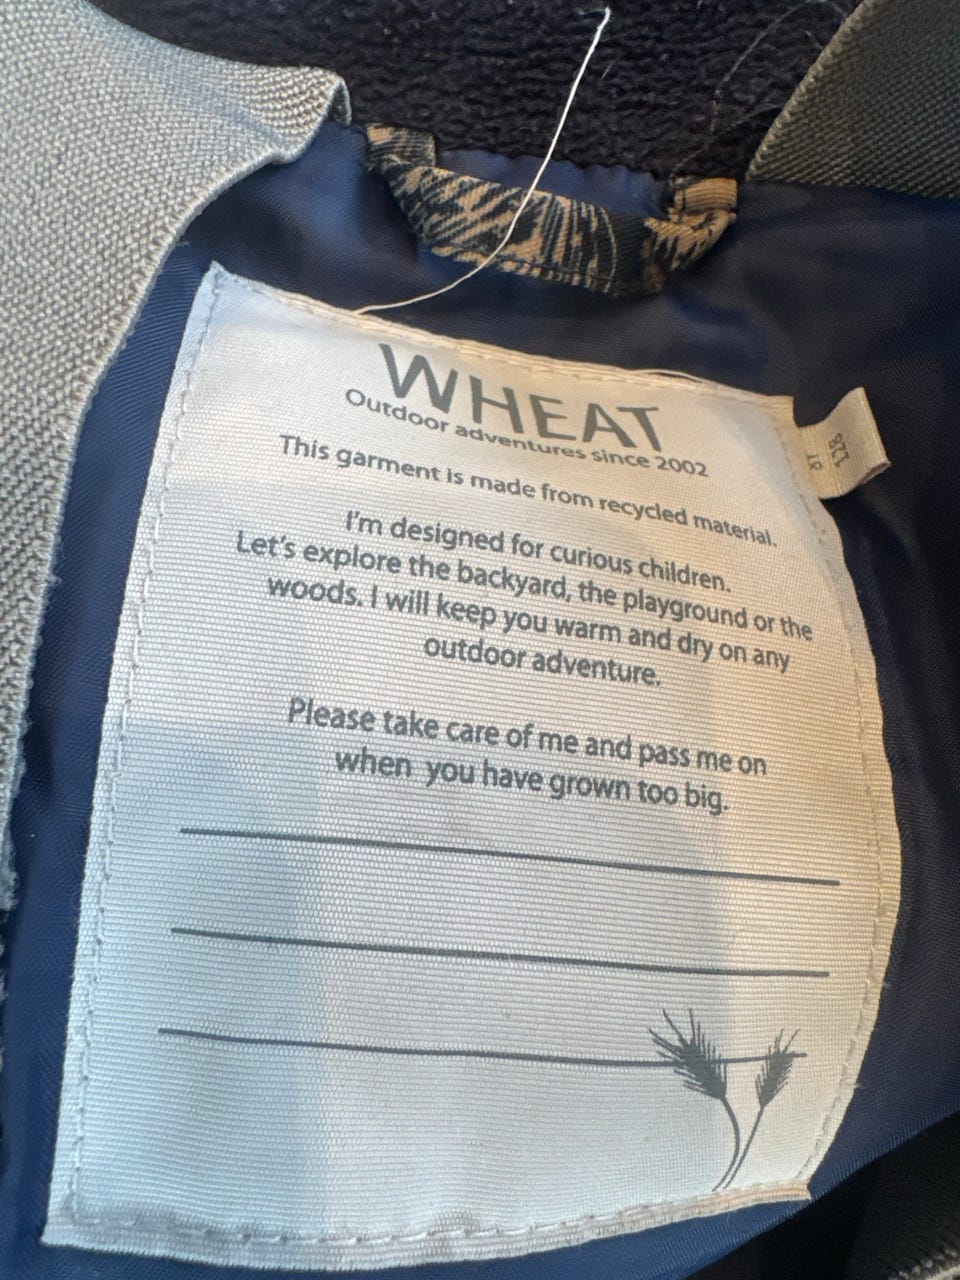 WHEAT
Outdoor adventures since 2002
This garment is made from recycled material.
I'm designed for curious children.
Let's explore the backyard, the playground or the
woods. I will keep you warm and dry on any
outdoor adventure.
Please take care of me and pass me on
when you have grown too big.
128